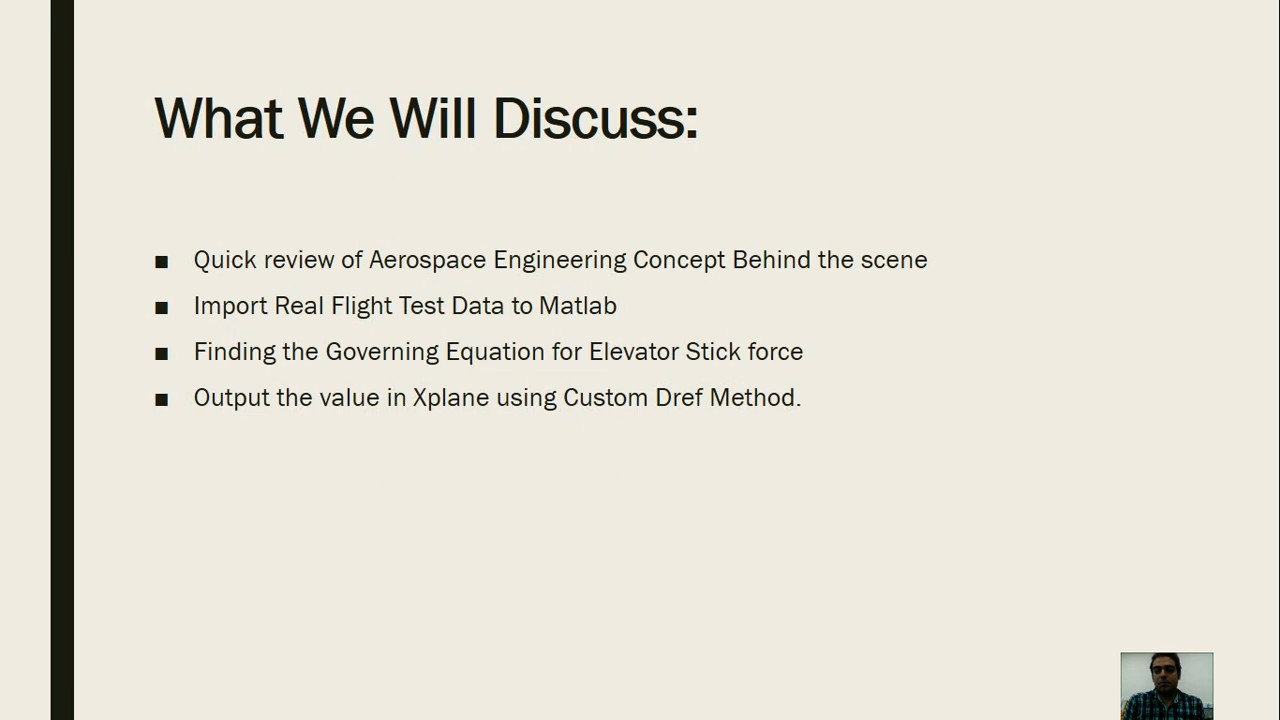 What We Will Discuss:
■ Quick review of Aerospace Engineering Concept Behind the scene
■ Import Real Flight Test Data to Matlab
■ Finding the Governing Equation for Elevator Stick force
■ Output the value in Xplane using Custom Dref Method.